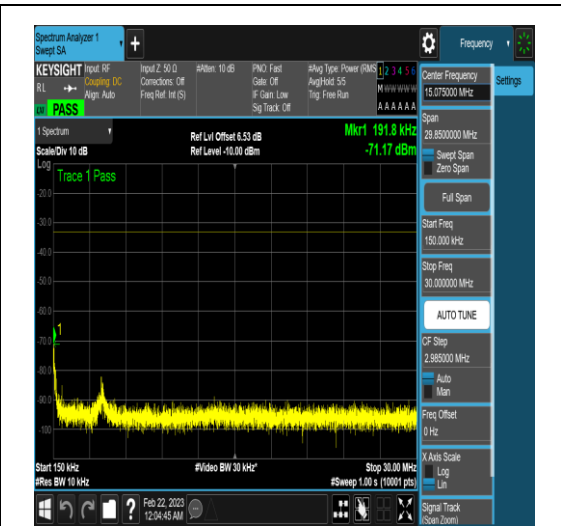 Spectrum Analyzer 1
Swept SA
Frequency
KEYSIGHT
RL
PASS
Input: RF
Coupling: DC
Align: Auto
Input Z: 50 Ω
Corrections: Off
Freq Ref: Int (S)
#Atten: 10 dB
PNO: Fast
Gate: Off
IF Gain: Low
Sig Track: Off
#Avg Type: Power (RMS
Avg|Hold: 5/5
Trig: Free Run
1 2 3 4 5 6
M W W W W W
A A A A A A
Center Frequency
15.075000 MHz
Settings
Span
29.8500000 MHz
Swept Span
Zero Span
Full Span
Start Freq
150.000 kHz
Stop Freq
30.000000 MHz
AUTO TUNE
CF Step
2.985000 MHz
Auto
Man
Freq Offset
0 Hz
X Axis Scale
Log
Lin
Signal Track
(Span Zoom)
1 Spectrum
Scale/Div 10 dB
Ref Lvl Offset 6.53 dB
Ref Level -10.00 dBm
Mkr1 191.8 kHz
-71.17 dBm
Log
Trace 1 Pass
-20.0
-30.0
-40.0
-50.0
-60.0
-70.0
-80.0
-90.0
-100
1
Start 150 kHz
#Res BW 10 kHz
#Video BW 30 kHz*
Stop 30.00 MHz
#Sweep 1.00 s (10001 pts)
?
Feb 22, 2023
12:04:45 AM